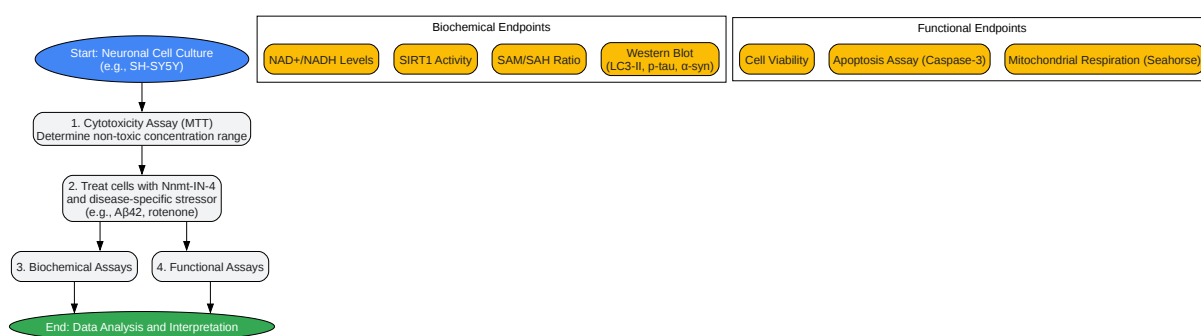 Start: Neuronal Cell Culture
(e.g., SH-SY5Y)
1. Cytotoxicity Assay (MTT)
Determine non-toxic concentration range
2. Treat cells with Nnmt-IN-4
and disease-specific stressor
(e.g., Aβ42, rotenone)
3. Biochemical Assays
4. Functional Assays
End: Data Analysis and Interpretation
Biochemical Endpoints
NAD+/NADH Levels
SIRT1 Activity
SAM/SAH Ratio
Western Blot
(LC3-II, p-tau, α-syn)
Functional Endpoints
Cell Viability
Apoptosis Assay (Caspase-3)
Mitochondrial Respiration (Seahorse)